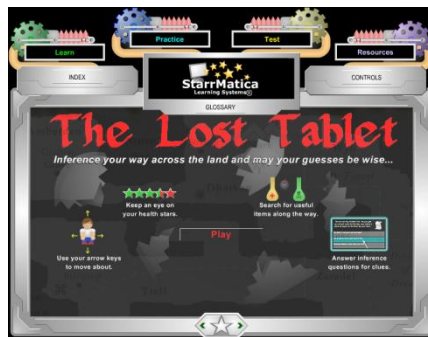 Learn
Practice
Test
Resources
INDEX
StarrMatica
Learning Systems®
CONTROLS
GLOSSARY
The Lost Tablet
Inference your way across the land and may your guesses be wise...
Keep an eye on
your health stars.
Search for useful
items along the way.
Play
Use your arrow keys
to move about.
Answer inference
questions for clues.